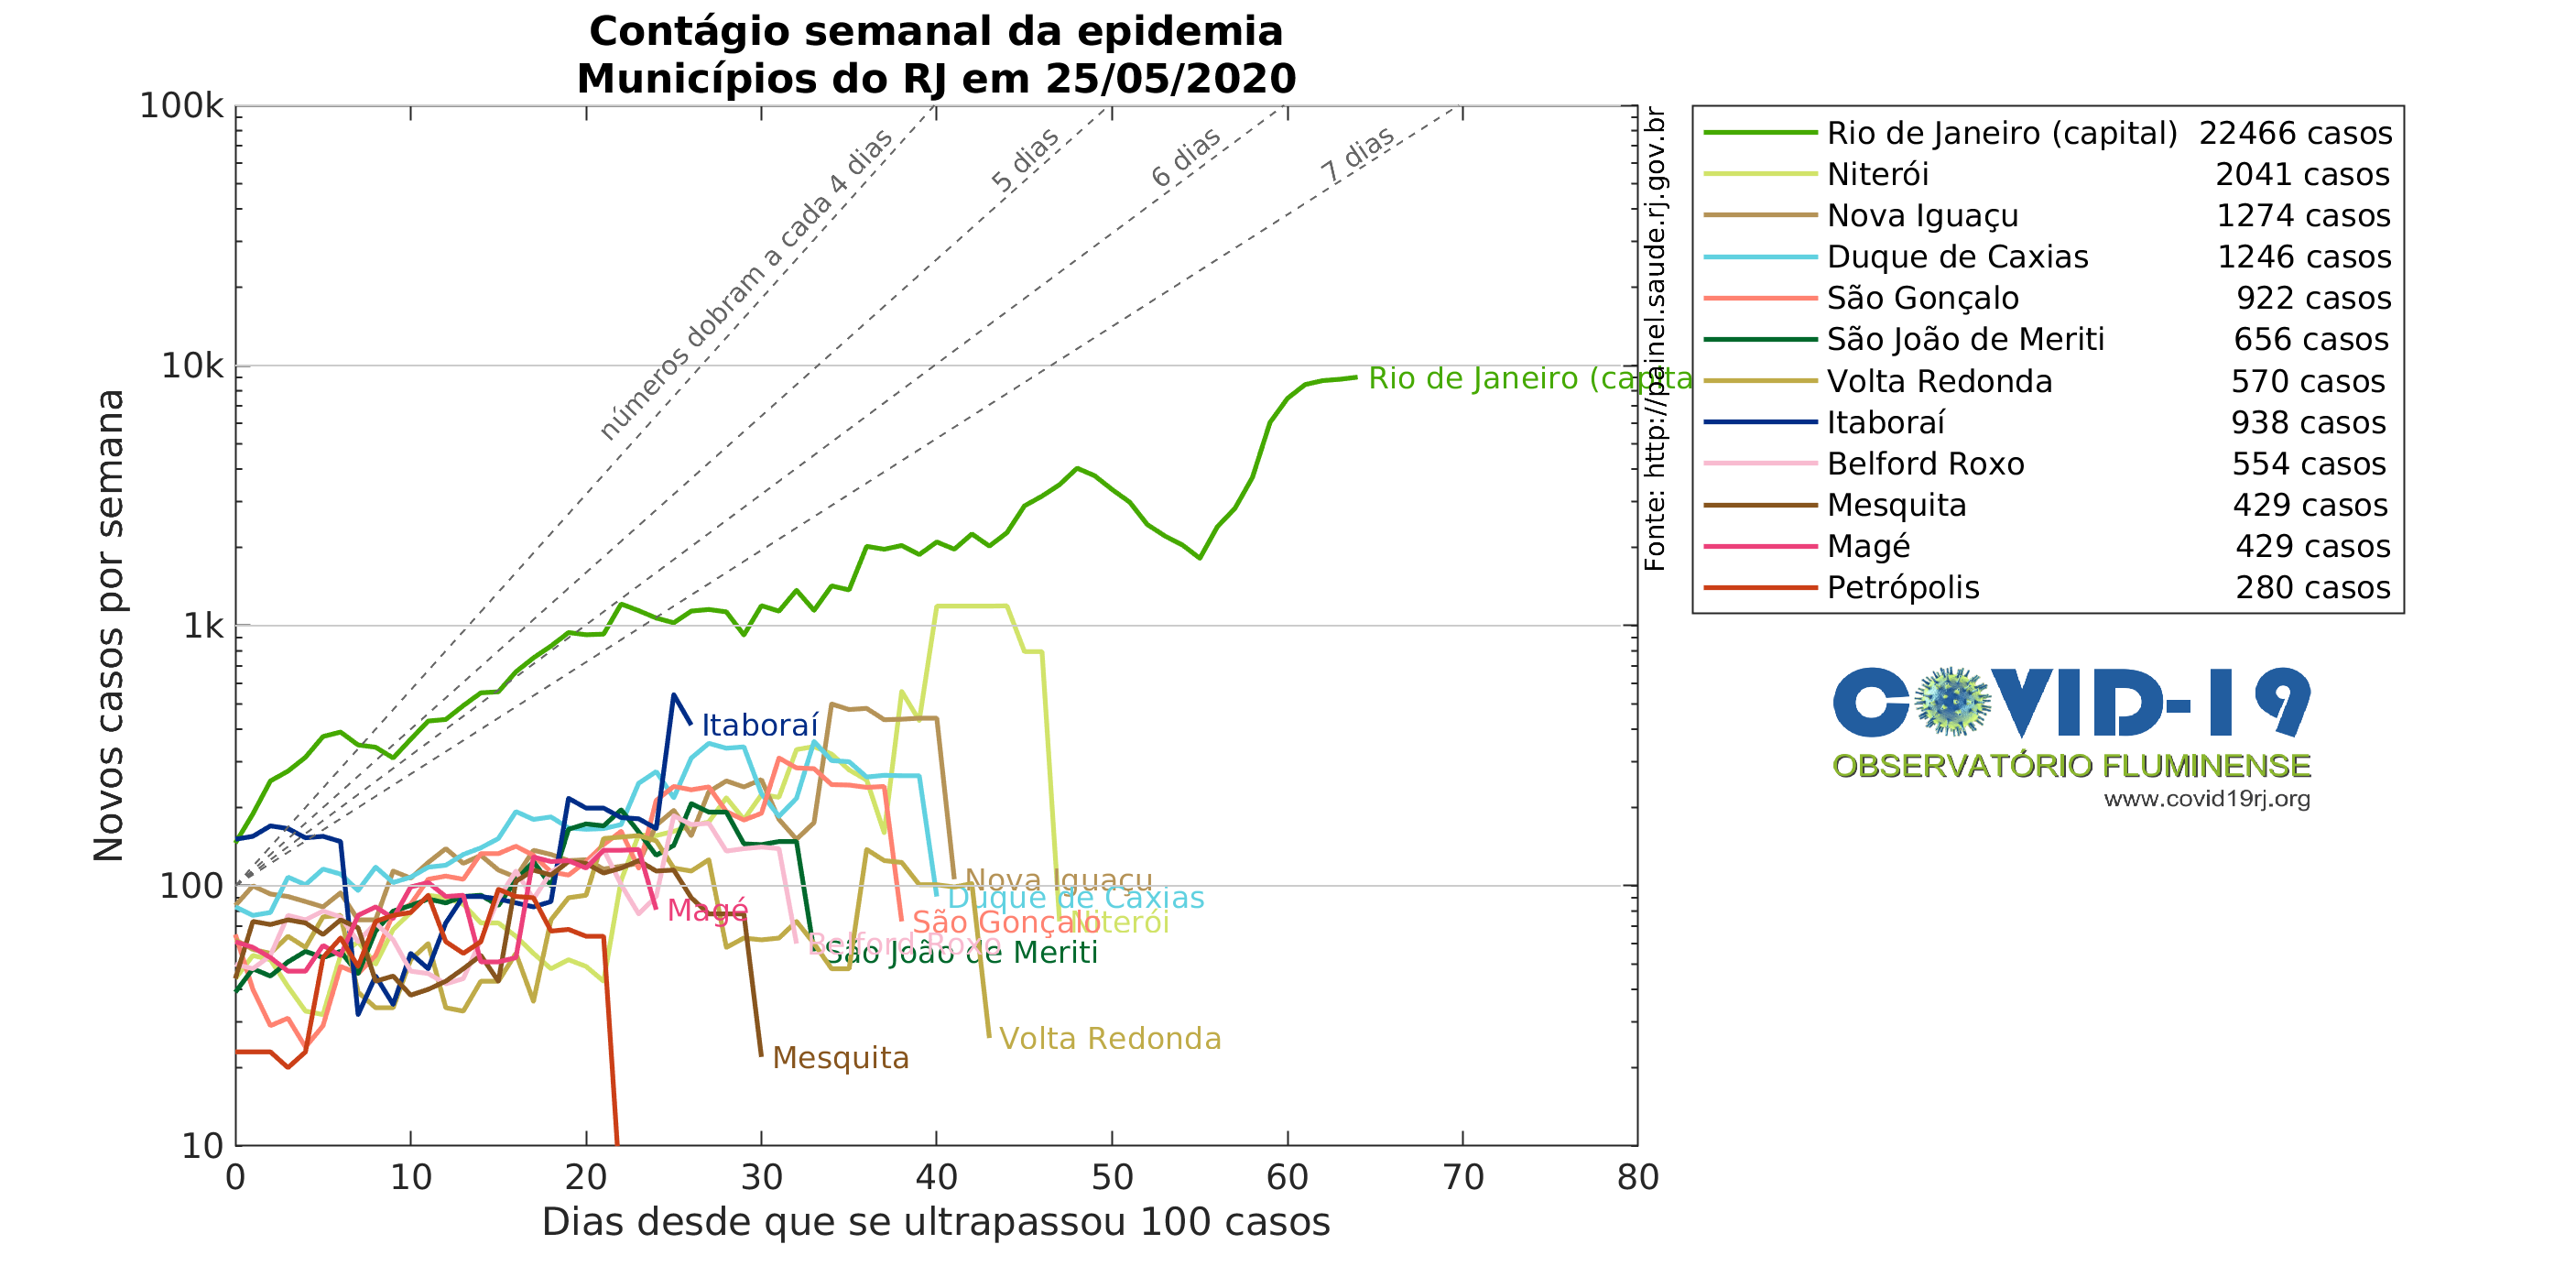 Contágio semanal da epidemia
Municípios do RJ em 25/05/2020
Novos casos por semana
100k
10k
1k
100
10
0 10 20 30 40 50 60 70 80
Dias desde que se ultrapassou 100 casos
números dobram a cada 4 dias
5 dias
6 dias
7 dias
Rio de Janeiro (capita
Itaboraí
Nova Iguaçu
Duque de Caxias
Magé
São Gonçalo
Niterói
Belford Roxo
São João de Meriti
Volta Redonda
Mesquita
Fonte: http://painel.saude.rj.gov.br
Rio de Janeiro (capital) 22466 casos
Niterói 2041 casos
Nova Iguaçu 1274 casos
Duque de Caxias 1246 casos
São Gonçalo 922 casos
São João de Meriti 656 casos
Volta Redonda 570 casos
Itaboraí 938 casos
Belford Roxo 554 casos
Mesquita 429 casos
Magé 429 casos
Petrópolis 280 casos
COVID-19
OBSERVATÓRIO FLUMINENSE
www.covid19rj.org